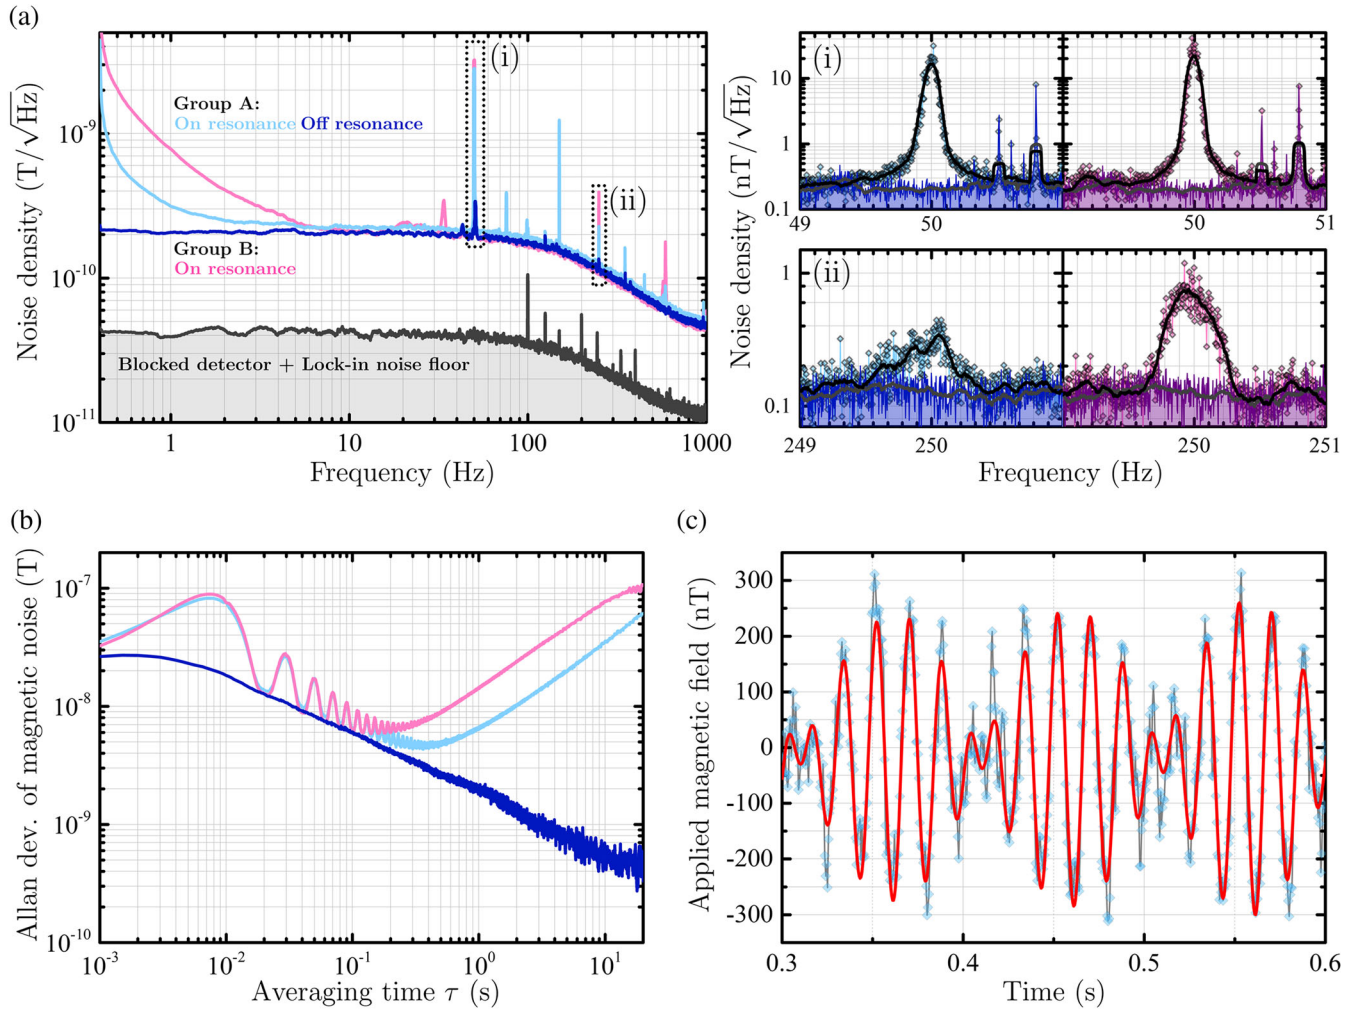 (a)
Noise density (T/√Hz)
10⁻⁹
10⁻¹⁰
10⁻¹¹
Group A:
On resonance Off resonance
Group B:
On resonance
Blocked detector + Lock-in noise floor
(i)
(ii)
1 10 100 1000
Frequency (Hz)
Noise density (nT/√Hz)
(i)
10
1
0.1
49 50 50 51
(ii)
1
0.1
249 250 250 251
Frequency (Hz)
(b)
Allan dev. of magnetic noise (T)
10⁻⁷
10⁻⁸
10⁻⁹
10⁻¹⁰
10⁻³ 10⁻² 10⁻¹ 10⁰ 10¹
Averaging time τ (s)
(c)
Applied magnetic field (nT)
300
200
100
0
-100
-200
-300
0.3 0.4 0.5 0.6
Time (s)